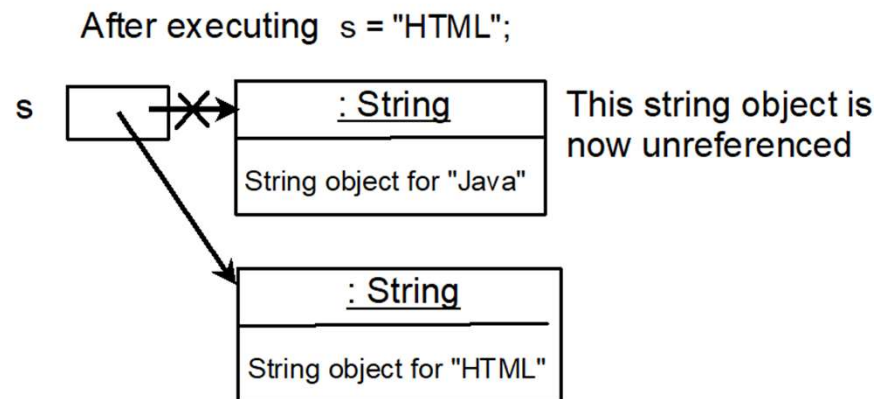 After executing s = "HTML";
s
: String
This string object is
now unreferenced
String object for "Java"
: String
String object for "HTML"